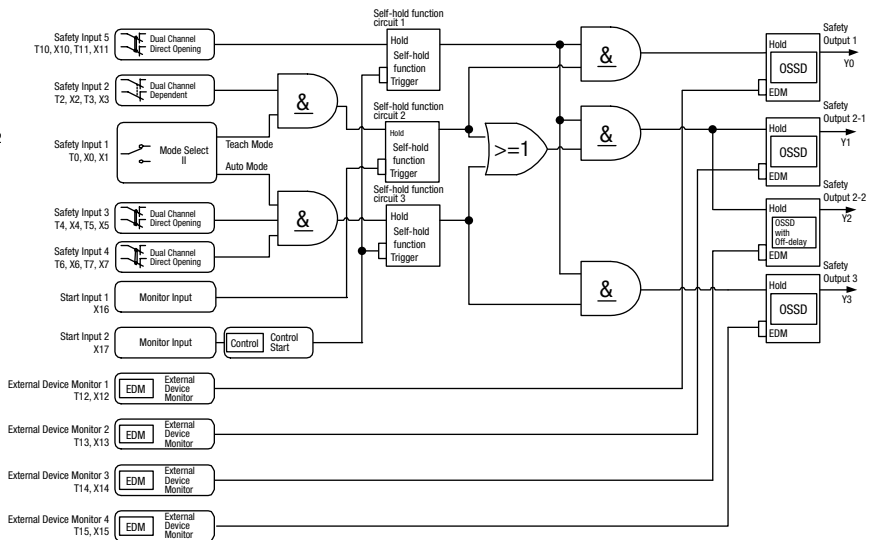 Self-hold function
circuit 1
Safety Input 5
T10, X10, T11, X11
Dual Channel
Direct Opening
Hold
Self-hold
function
Trigger
&
Hold
OSSD
EDM
Safety
Output 1
Y0
Safety Input 2
T2, X2, T3, X3
Dual Channel
Dependent
&
Self-hold function
circuit 2
Hold
Self-hold
function
Trigger
Safety Input 1
T0, X0, X1
Mode Select
II
Teach Mode
Auto Mode
>=1
&
Hold
OSSD
EDM
Safety
Output 2-1
Y1
Self-hold function
circuit 3
Hold
Self-hold
function
Trigger
Safety Input 3
T4, X4, T5, X5
Dual Channel
Direct Opening
&
Hold
OSSD
with
Off-delay
EDM
Safety
Output 2-2
Y2
Safety Input 4
T6, X6, T7, X7
Dual Channel
Direct Opening
Start Input 1
X16
Monitor Input
&
Hold
OSSD
EDM
Safety
Output 3
Y3
Start Input 2
X17
Monitor Input
Control
Control
Start
External Device Monitor 1
T12, X12
EDM
External
Device
Monitor
External Device Monitor 2
T13, X13
EDM
External
Device
Monitor
External Device Monitor 3
T14, X14
EDM
External
Device
Monitor
External Device Monitor 4
T15, X15
EDM
External
Device
Monitor